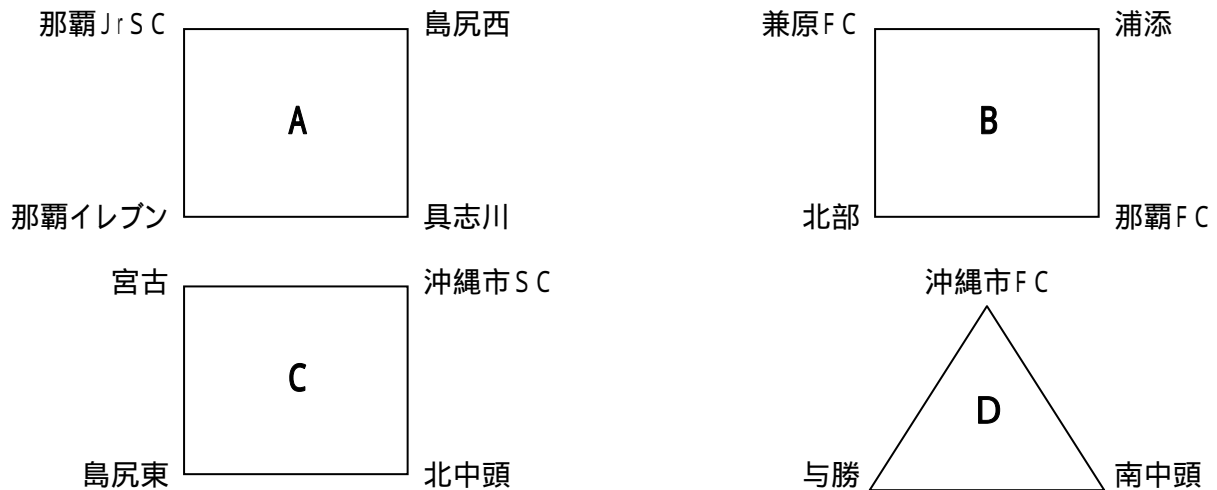 那覇JrSC 島尻西
A
那覇イレブン 具志川
兼原FC 浦添
B
北部 那覇FC
宮古 沖縄市SC
C
島尻東 北中頭
沖縄市FC
D
与勝 南中頭